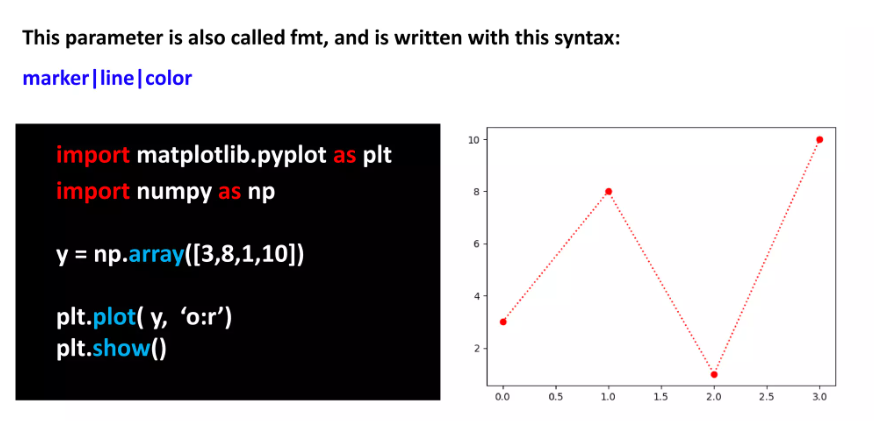 This parameter is also called fmt, and is written with this syntax:
marker|line|color
import matplotlib.pyplot as plt
import numpy as np
y = np.array([3,8,1,10])
plt.plot( y, ‘o:r’)
plt.show()
10
8
6
4
2
0.0 0.5 1.0 1.5 2.0 2.5 3.0